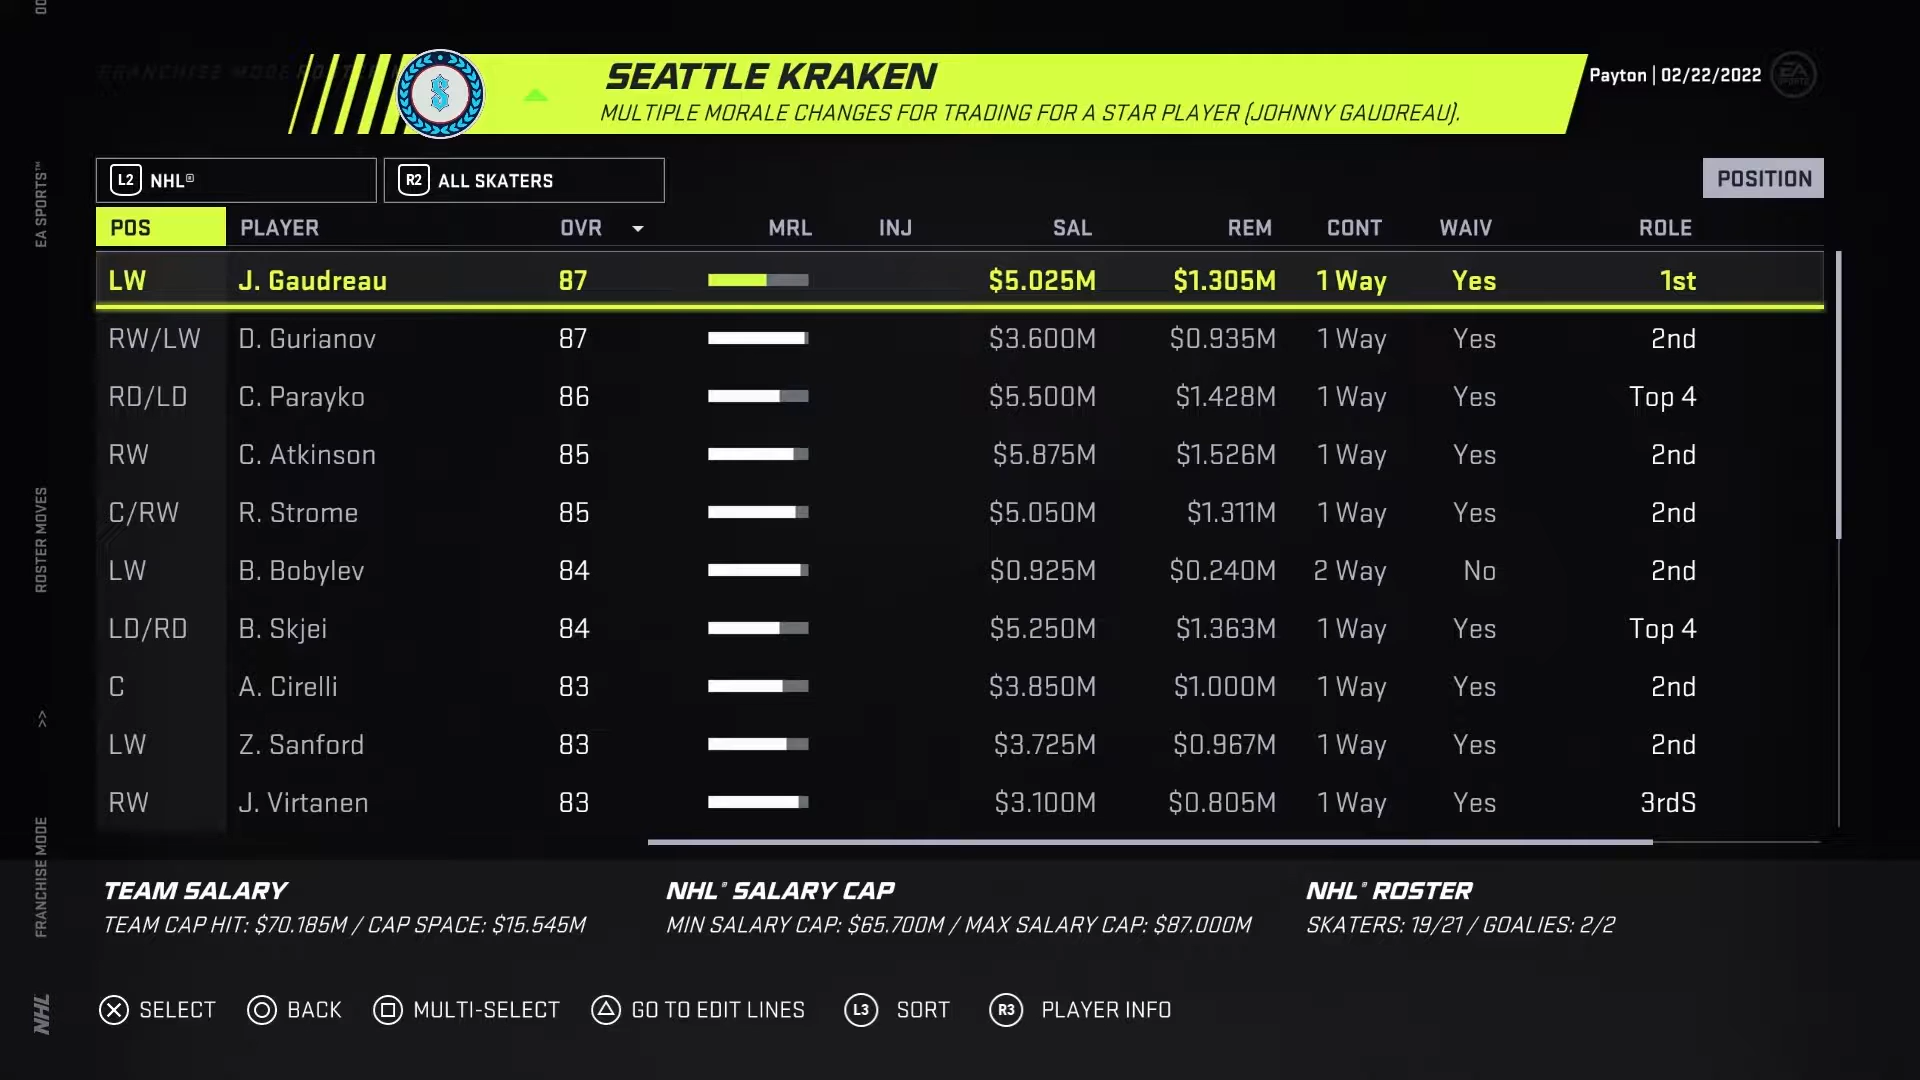 SEATTLE KRAKEN
MULTIPLE MORALE CHANGES FOR TRADING FOR A STAR PLAYER (JOHNNY GAUDREAU).
Payton | 02/22/2022
EA SPORTS
L2 NHL®
R2 ALL SKATERS
POSITION
POS PLAYER OVR MRL INJ SAL REM CONT WAIV ROLE
LW J. Gaudreau 87 $5.025M $1.305M 1 Way Yes 1st
RW/LW D. Gurianov 87 $3.600M $0.935M 1 Way Yes 2nd
RD/LD C. Parayko 86 $5.500M $1.428M 1 Way Yes Top 4
RW C. Atkinson 85 $5.875M $1.526M 1 Way Yes 2nd
C/RW R. Strome 85 $5.050M $1.311M 1 Way Yes 2nd
LW B. Bobylev 84 $0.925M $0.240M 2 Way No 2nd
LD/RD B. Skjei 84 $5.250M $1.363M 1 Way Yes Top 4
C A. Cirelli 83 $3.850M $1.000M 1 Way Yes 2nd
LW Z. Sanford 83 $3.725M $0.967M 1 Way Yes 2nd
RW J. Virtanen 83 $3.100M $0.805M 1 Way Yes 3rdS
TEAM SALARY
TEAM CAP HIT: $70.185M / CAP SPACE: $15.545M
NHL® SALARY CAP
MIN SALARY CAP: $65.700M / MAX SALARY CAP: $87.000M
NHL® ROSTER
SKATERS: 19/21 / GOALIES: 2/2
SELECT BACK MULTI-SELECT GO TO EDIT LINES L3 SORT R3 PLAYER INFO
NHL FRANCHISE MODE >> ROSTER MOVES EA SPORTS™